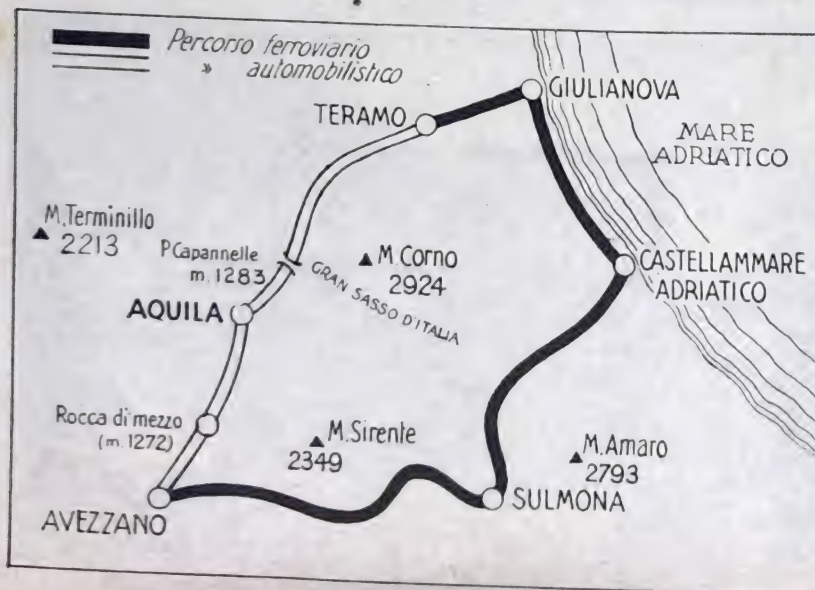 Percorso ferroviario
» automobilistico
GIULIANOVA
TERAMO
MARE
ADRIATICO
M.Terminillo
2213
P.Capannelle
m.1283
M.Corno
2924
GRAN SASSO D'ITALIA
CASTELLAMMARE
ADRIATICO
AQUILA
Rocca di mezzo
(m.1272)
M.Sirente
2349
M.Amaro
2793
SULMONA
AVEZZANO